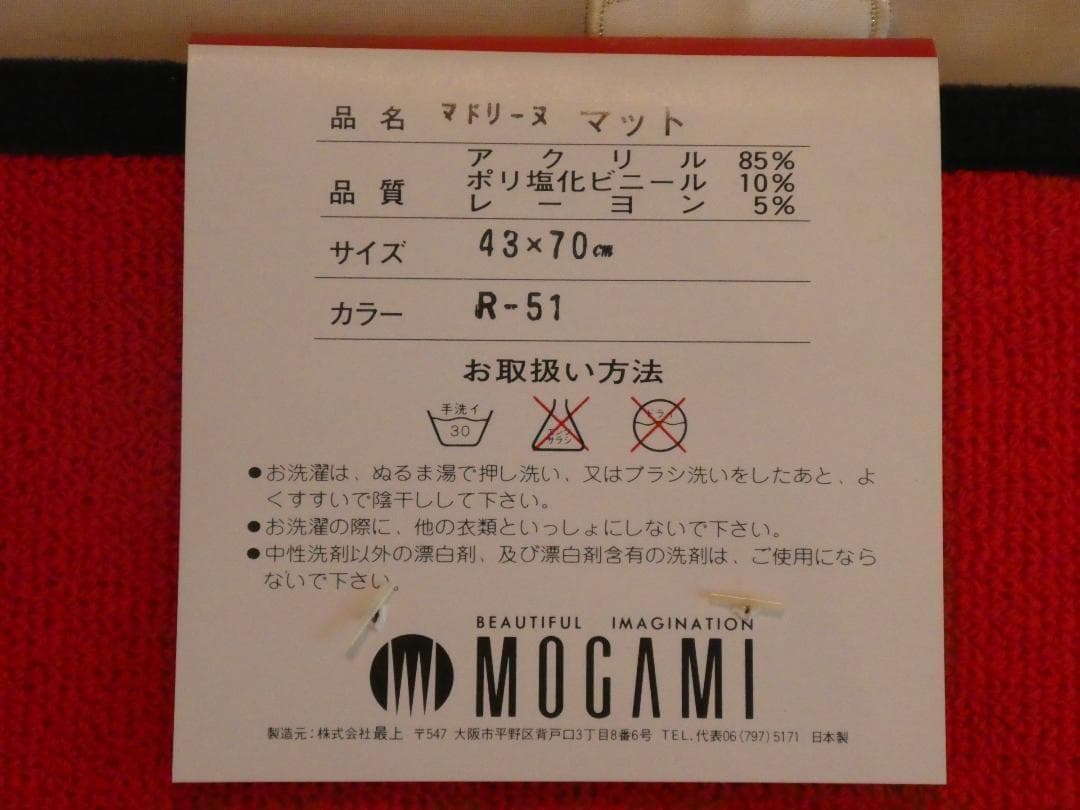 品名 マドリーヌ マット
品質 アクリル 85%
ポリ塩化ビニール 10%
レーヨン 5%
サイズ 43×70cm
カラー R-51
お取扱い方法
手洗イ
30
エンソ
サラシ
ドライ
●お洗濯は、ぬるま湯で押し洗い、又はブラシ洗いをしたあと、よ
くすすいで陰干しして下さい。
●お洗濯の際に、他の衣類といっしょにしないで下さい。
●中性洗剤以外の漂白剤、及び漂白剤含有の洗剤は、ご使用になら
ないで下さい。
BEAUTIFUL IMAGINATION
MOGAMI
製造元:株式会社最上 〒547 大阪市平野区背戸口3丁目8番6号 TEL.代表06(797)5171 日本製